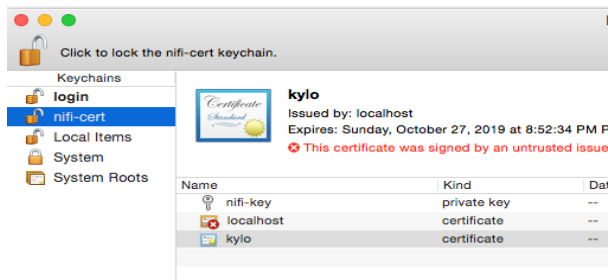 Click to lock the nifi-cert keychain.
Keychains
login
nifi-cert
Local Items
System
System Roots
Certificate
Standard
kylo
Issued by: localhost
Expires: Sunday, October 27, 2019 at 8:52:34 PM P
This certificate was signed by an untrusted issue
Name Kind Dat
nifi-key private key --
localhost certificate --
kylo certificate --